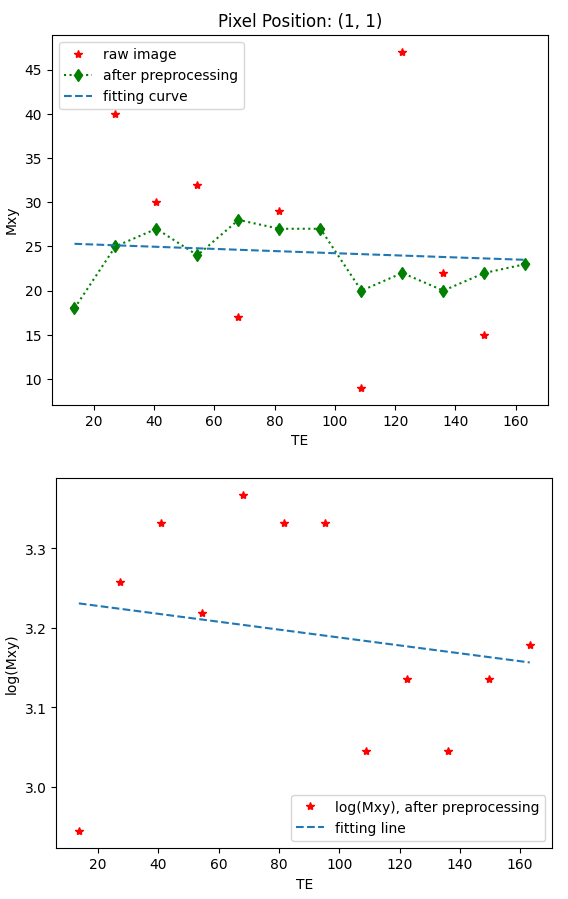 Pixel Position: (1, 1)
raw image
after preprocessing
fitting curve
45
40
35
30
25
20
15
10
Mxy
20 40 60 80 100 120 140 160
TE
3.3
3.2
3.1
3.0
log(Mxy)
log(Mxy), after preprocessing
fitting line
20 40 60 80 100 120 140 160
TE